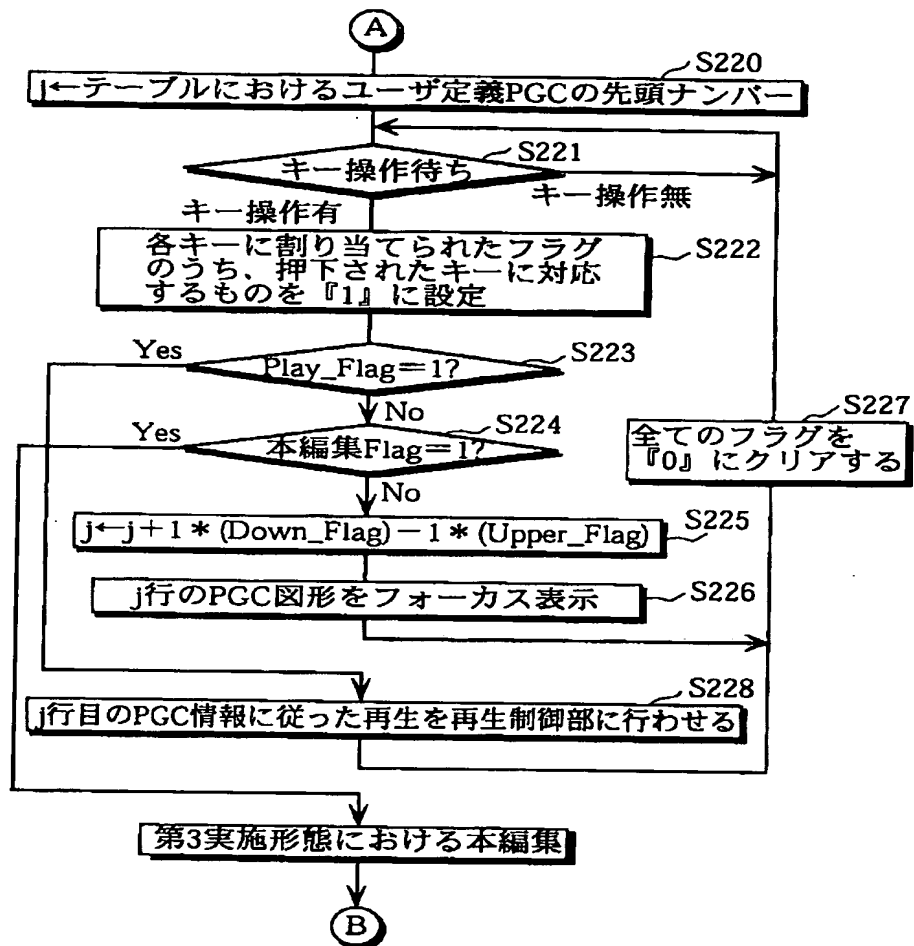 A
S220
j←テーブルにおけるユーザ定義PGCの先頭ナンバー
S221
キー操作待ち
キー操作無
キー操作有
S222
各キーに割り当てられたフラグ
のうち、押下されたキーに対応
するものを『1』に設定
Yes
S223
Play_Flag=1?
No
S227
全てのフラグを
『0』にクリアする
Yes
S224
本編集Flag=1?
No
j←j+1*(Down_Flag)-1*(Upper_Flag)
S225
j行のPGC図形をフォーカス表示
S226
S228
j行目のPGC情報に従った再生を再生制御部に行わせる
第3実施形態における本編集
B